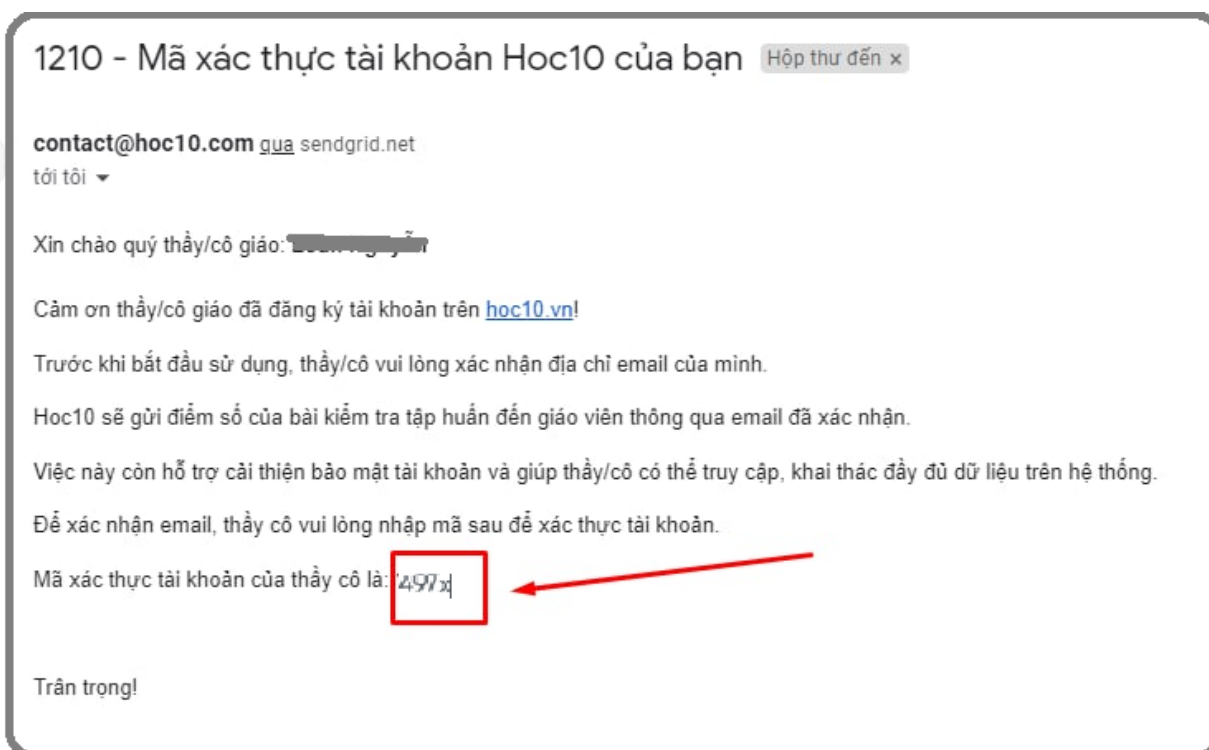 1210 - Mã xác thực tài khoản Hoc10 của bạn Hộp thư đến ×
contact@hoc10.com qua sendgrid.net
tới tôi
Xin chào quý thầy/cô giáo:
Cảm ơn thầy/cô giáo đã đăng ký tài khoản trên hoc10.vn!
Trước khi bắt đầu sử dụng, thầy/cô vui lòng xác nhận địa chỉ email của mình.
Hoc10 sẽ gửi điểm số của bài kiểm tra tập huấn đến giáo viên thông qua email đã xác nhận.
Việc này còn hỗ trợ cải thiện bảo mật tài khoản và giúp thầy/cô có thể truy cập, khai thác đầy đủ dữ liệu trên hệ thống.
Để xác nhận email, thầy cô vui lòng nhập mã sau để xác thực tài khoản.
Mã xác thực tài khoản của thầy cô là: 497x
Trân trọng!